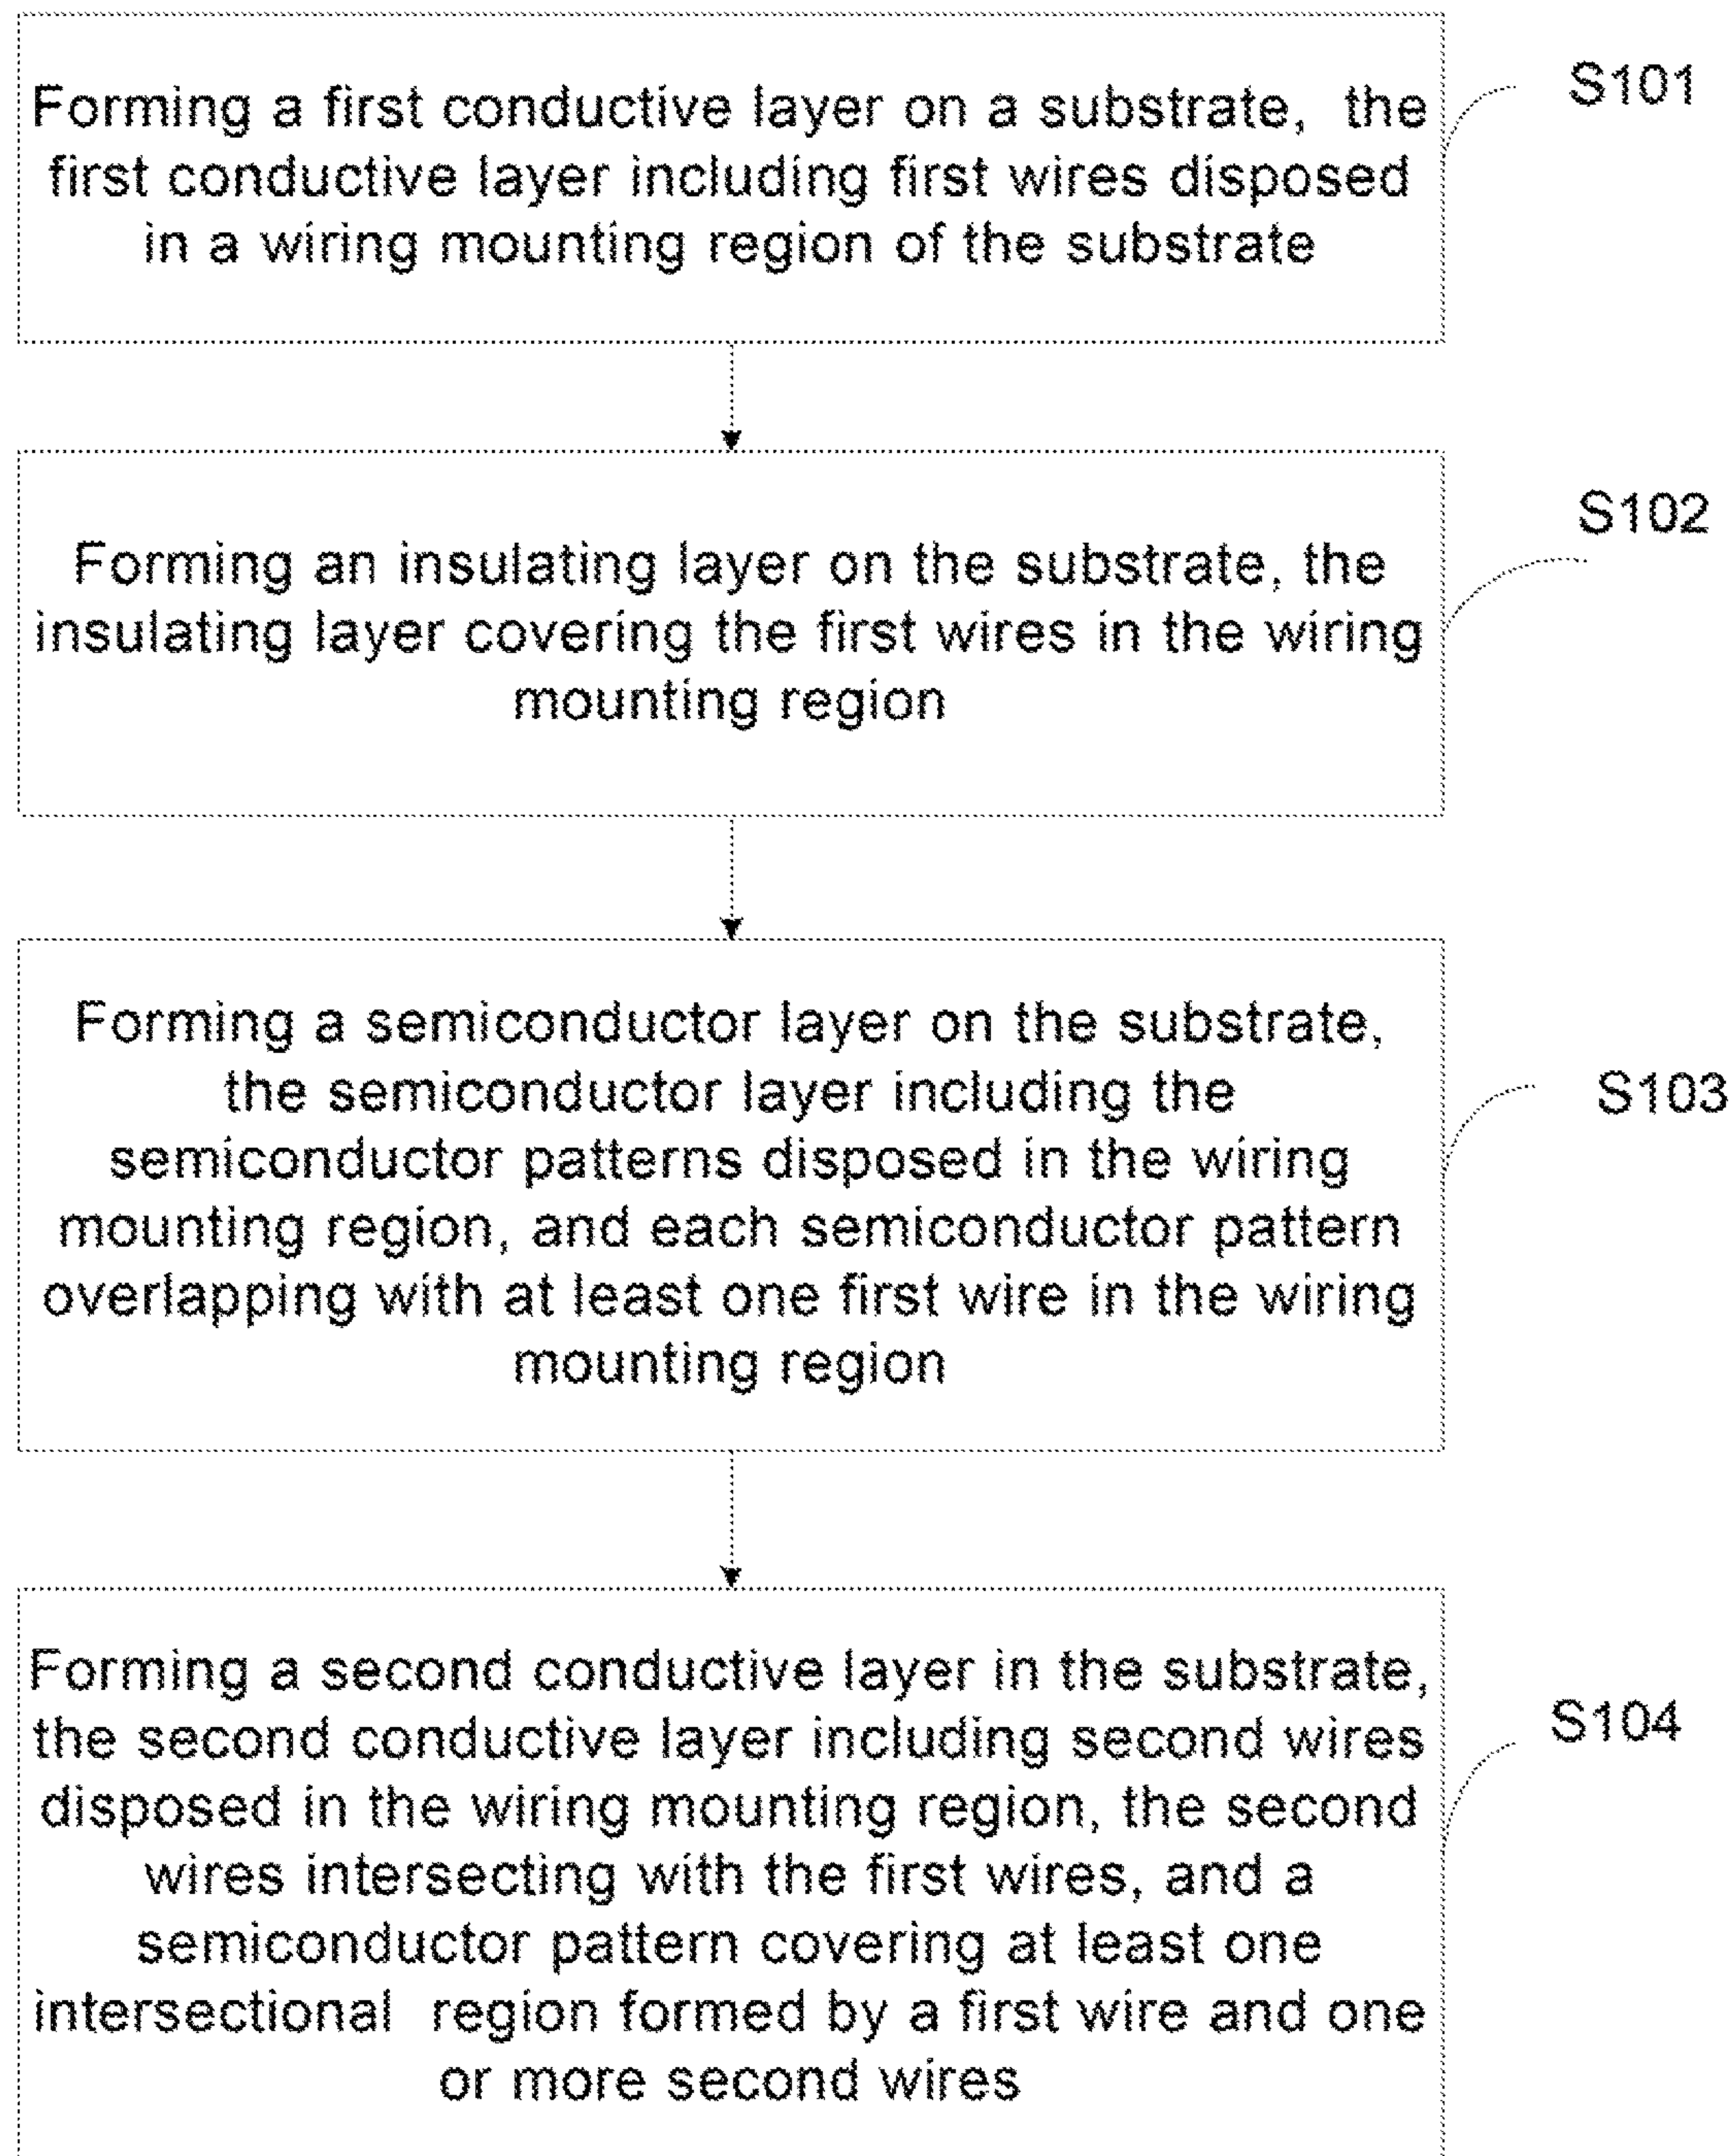 Forming a first conductive layer on a substrate, the
first conductive layer including first wires disposed
in a wiring mounting region of the substrate
S101
Forming an insulating layer on the substrate, the
insulating layer covering the first wires in the wiring
mounting region
S102
Forming a semiconductor layer on the substrate,
the semiconductor layer including the
semiconductor patterns disposed in the wiring
mounting region, and each semiconductor pattern
overlapping with at least one first wire in the wiring
mounting region
S103
Forming a second conductive layer in the substrate,
the second conductive layer including second wires
disposed in the wiring mounting region, the second
wires intersecting with the first wires, and a
semiconductor pattern covering at least one
intersectional region formed by a first wire and one
or more second wires
S104